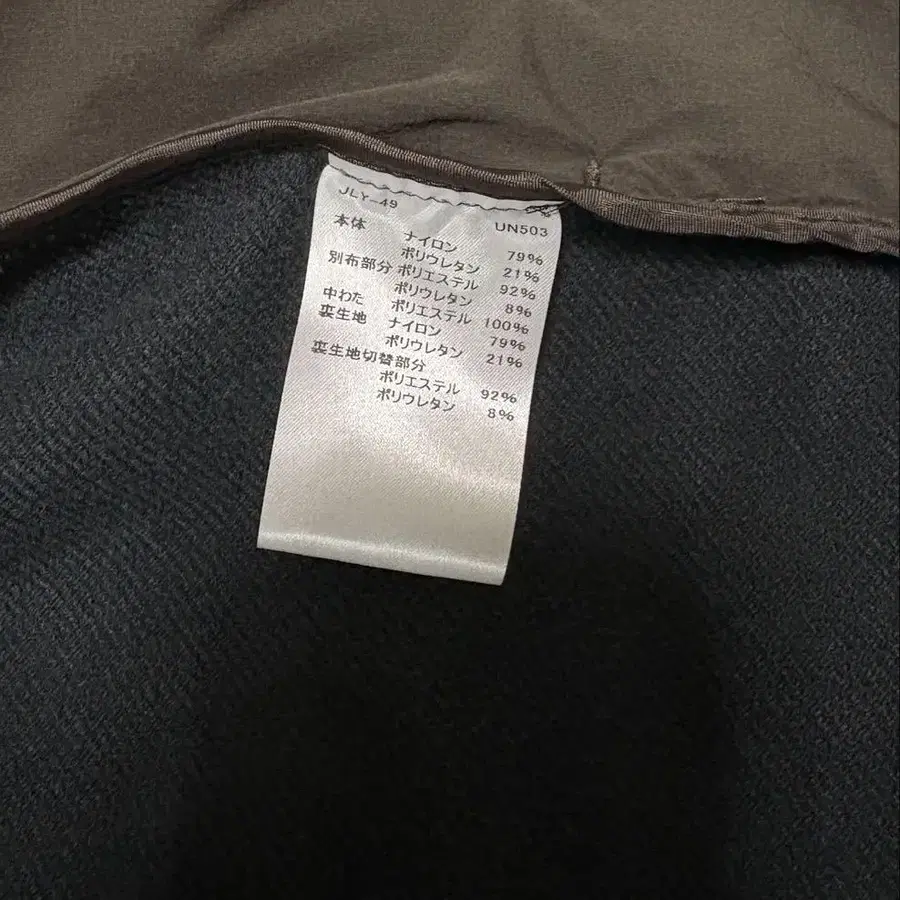 JLY-49
UN503
本体 ナイロン 79%
ポリウレタン 21%
別布部分 ポリエステル 92%
ポリウレタン 8%
中わた ポリエステル 100%
裏生地 ナイロン 79%
ポリウレタン 21%
裏生地切替部分
ポリエステル 92%
ポリウレタン 8%